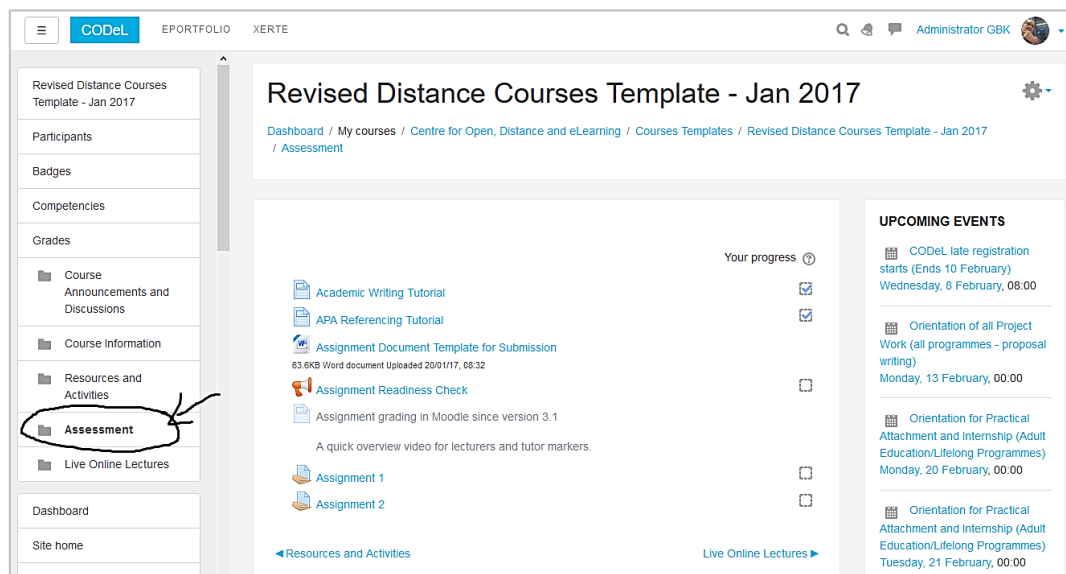 ☰ CODeL EPORTFOLIO XERTE Administrator GBK
Revised Distance Courses
Template - Jan 2017
Participants
Badges
Competencies
Grades
Course
Announcements and
Discussions
Course Information
Resources and
Activities
Assessment
Live Online Lectures
Dashboard
Site home
Revised Distance Courses Template - Jan 2017
Dashboard / My courses / Centre for Open, Distance and eLearning / Courses Templates / Revised Distance Courses Template - Jan 2017
/ Assessment
Your progress
Academic Writing Tutorial
APA Referencing Tutorial
Assignment Document Template for Submission
63.6KB Word document Uploaded 20/01/17, 08:32
Assignment Readiness Check
Assignment grading in Moodle since version 3.1
A quick overview video for lecturers and tutor markers.
Assignment 1
Assignment 2
◄Resources and Activities
Live Online Lectures►
UPCOMING EVENTS
CODeL late registration
starts (Ends 10 February)
Wednesday, 8 February, 08:00
Orientation of all Project
Work (all programmes - proposal
writing)
Monday, 13 February, 00:00
Orientation for Practical
Attachment and Internship (Adult
Education/Lifelong Programmes)
Monday, 20 February, 00:00
Orientation for Practical
Attachment and Internship (Adult
Education/Lifelong Programmes)
Tuesday, 21 February, 00:00